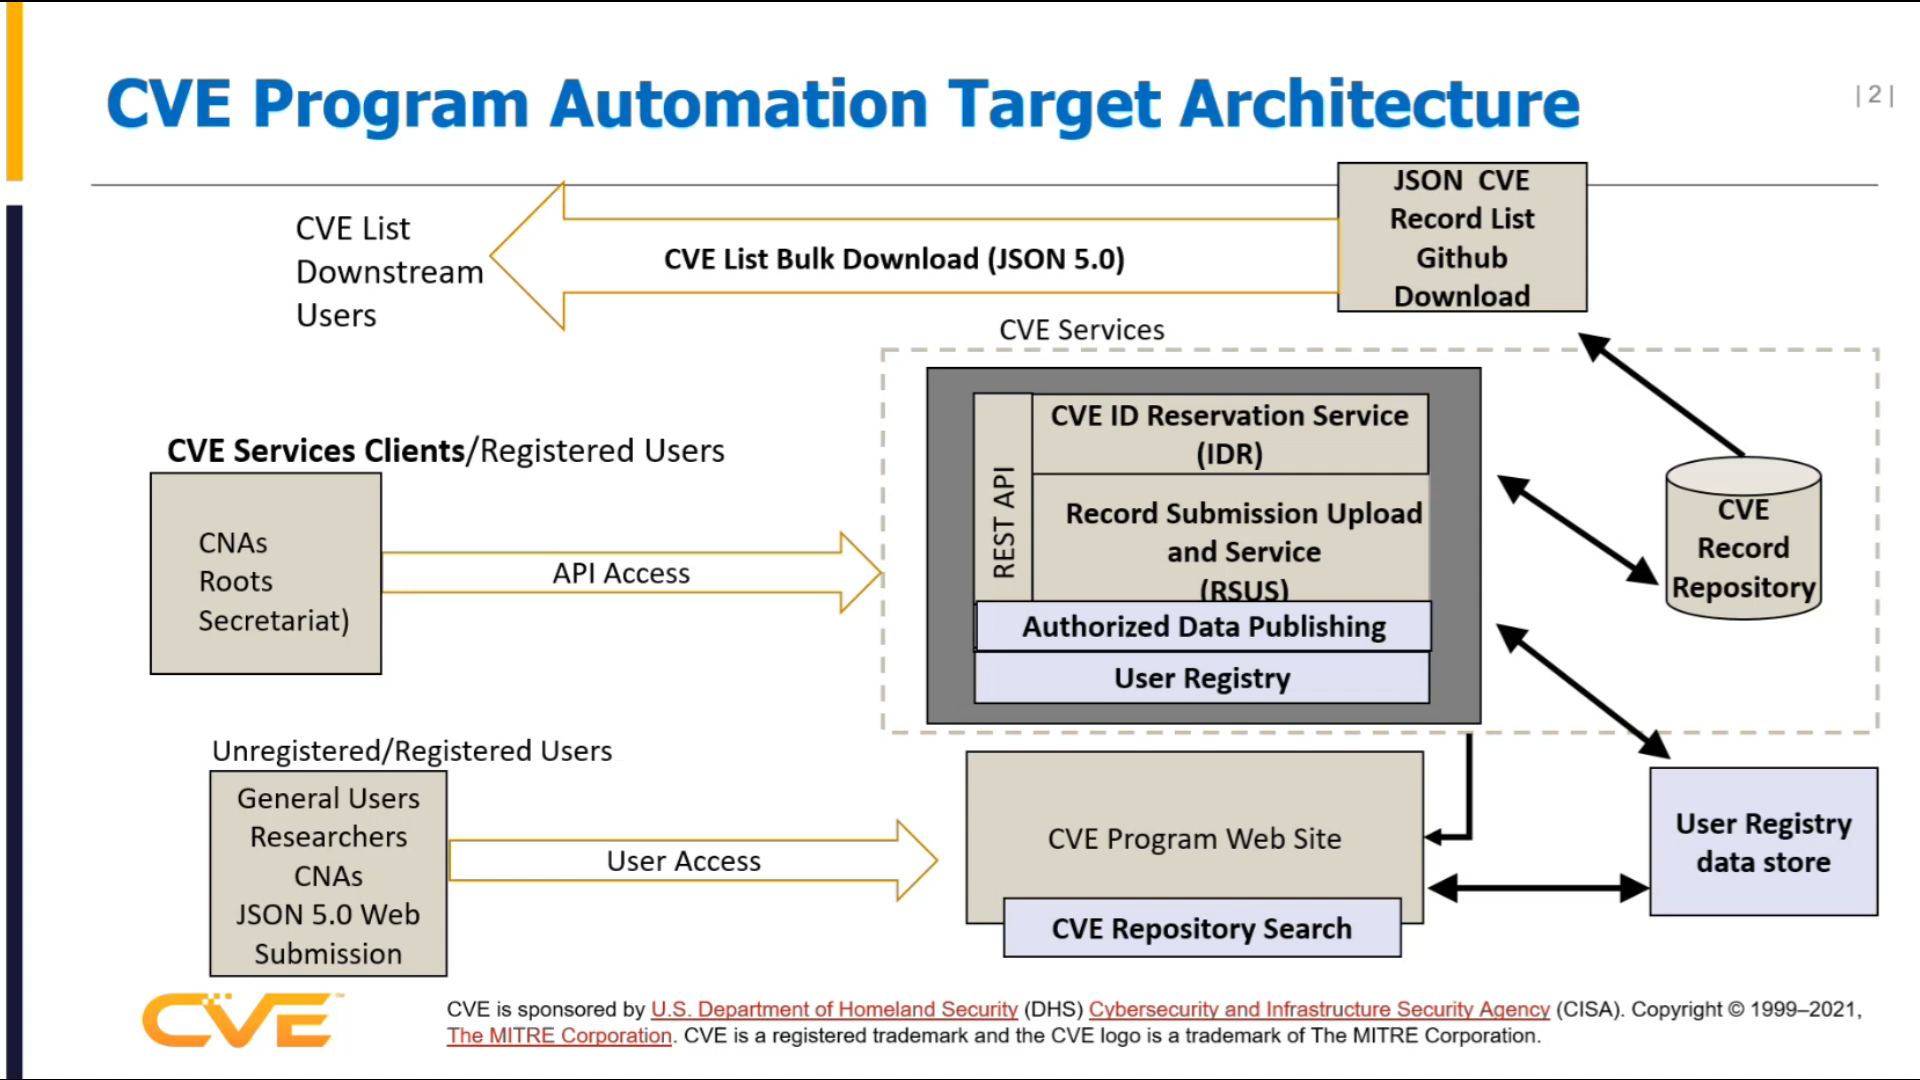 CVE Program Automation Target Architecture
| 2 |
JSON CVE
Record List
Github
Download
CVE List
Downstream
Users
CVE List Bulk Download (JSON 5.0)
CVE Services
CVE Services Clients/Registered Users
CNAs
Roots
Secretariat)
API Access
REST API
CVE ID Reservation Service
(IDR)
Record Submission Upload
and Service
(RSUS)
Authorized Data Publishing
User Registry
CVE
Record
Repository
Unregistered/Registered Users
General Users
Researchers
CNAs
JSON 5.0 Web
Submission
User Access
CVE Program Web Site
CVE Repository Search
User Registry
data store
CVE™
CVE is sponsored by U.S. Department of Homeland Security (DHS) Cybersecurity and Infrastructure Security Agency (CISA). Copyright © 1999–2021,
The MITRE Corporation. CVE is a registered trademark and the CVE logo is a trademark of The MITRE Corporation.